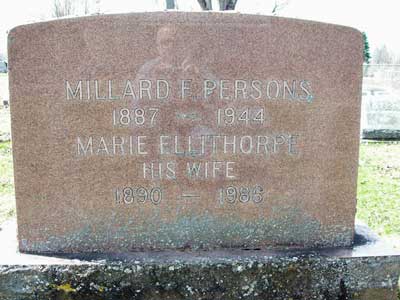 MILLARD F. PERSONS
1887 — 1944
MARIE ELLITHORPE
HIS WIFE
1890 — 1986